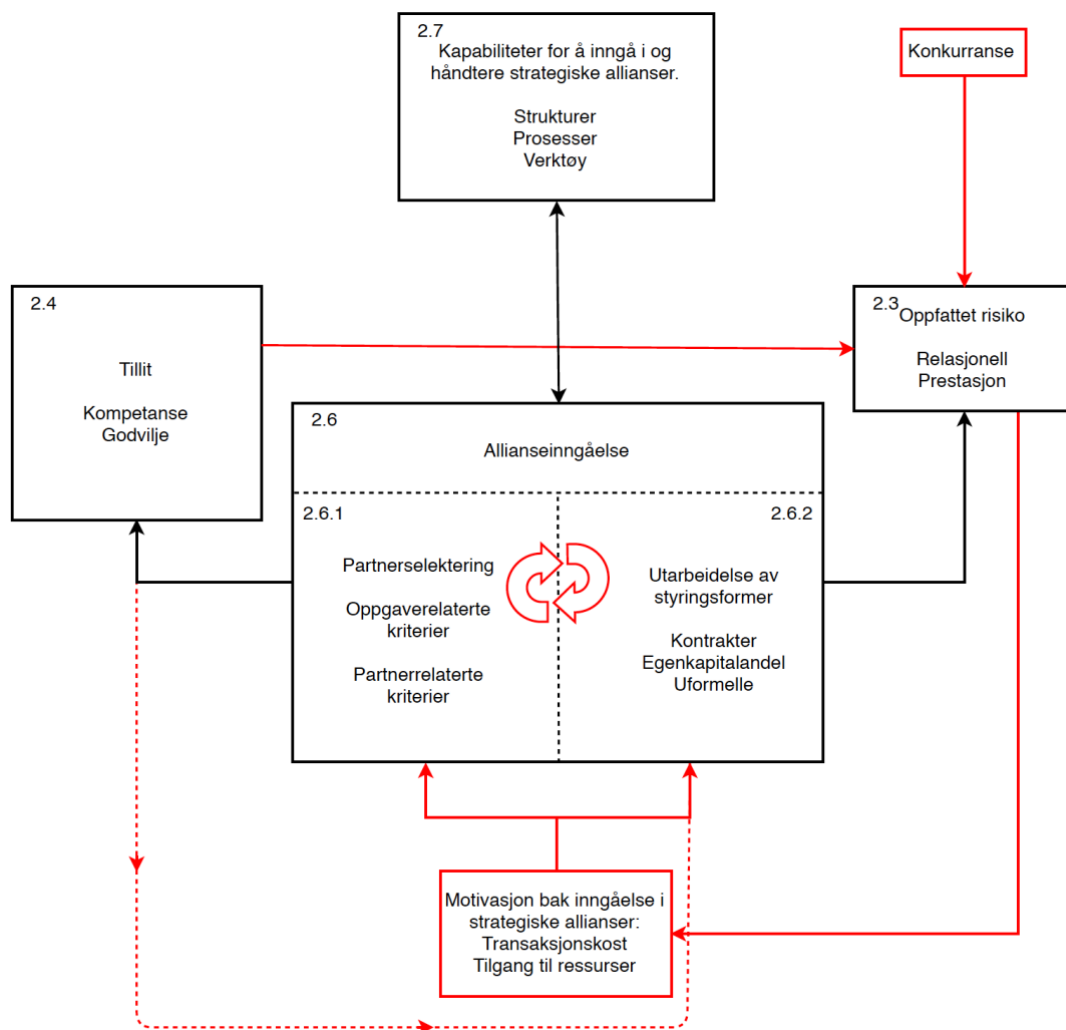 2.7
Kapabiliteter for å inngå i og
håndtere strategiske allianser.
Strukturer
Prosesser
Verktøy
Konkurranse
2.4
Tillit
Kompetanse
Godvilje
2.3
Oppfattet risiko
Relasjonell
Prestasjon
2.6
Allianseinngåelse
2.6.1
Partnerselektering
Oppgaverelaterte
kriterier
Partnerrelaterte
kriterier
2.6.2
Utarbeidelse av
styringsformer
Kontrakter
Egenkapitalandel
Uformelle
Motivasjon bak inngåelse i
strategiske allianser:
Transaksjonskost
Tilgang til ressurser